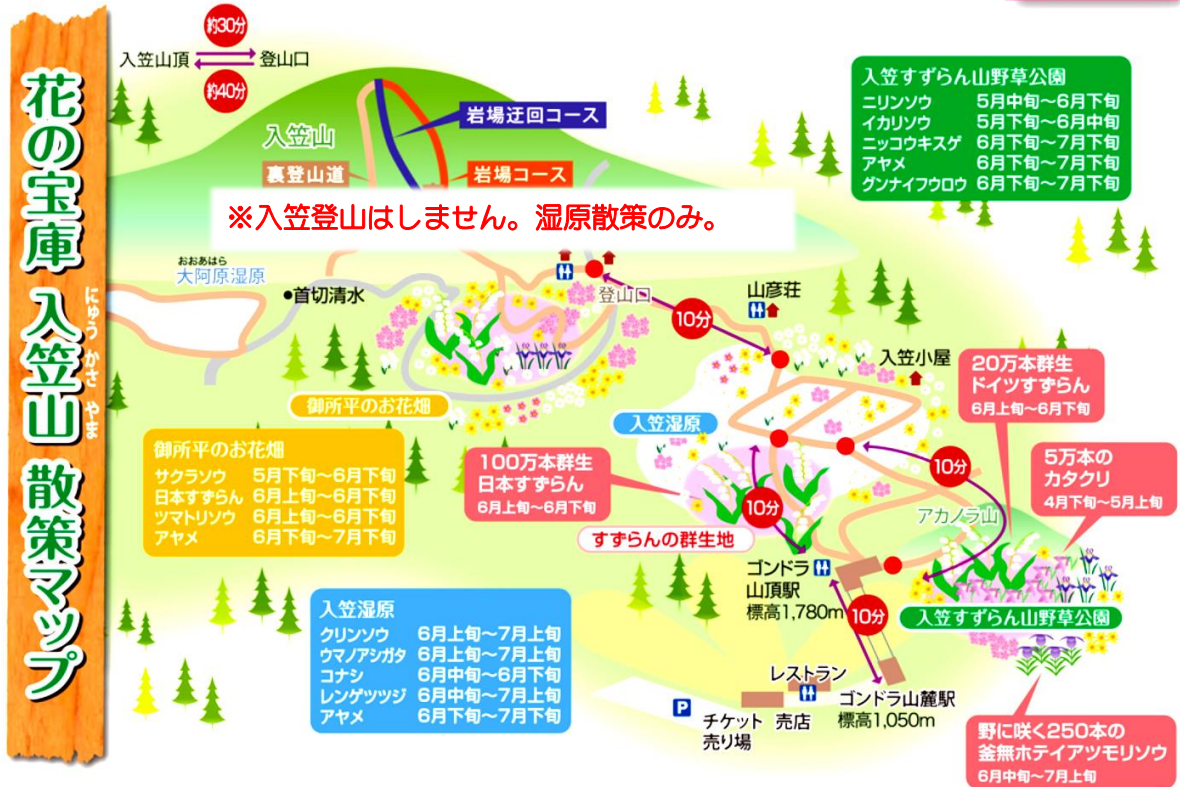 花の宝庫 入笠山 散策マップ
にゅう かさ やま
約30分
入笠山頂
登山口
約40分
入笠山
岩場迂回コース
裏登山道
岩場コース
※入笠登山はしません。湿原散策のみ。
入笠すずらん山野草公園
ニリンソウ 5月中旬〜6月下旬
イカリソウ 5月下旬〜6月中旬
ニッコウキスゲ 6月下旬〜7月下旬
アヤメ 6月下旬〜7月下旬
グンナイフウロウ 6月下旬〜7月下旬
おおあはら
大阿原湿原
●首切清水
登山口
10分
山彦荘
入笠小屋
御所平のお花畑
入笠湿原
20万本群生
ドイツすずらん
6月上旬〜6月下旬
御所平のお花畑
サクラソウ 5月下旬〜6月下旬
日本すずらん 6月上旬〜6月下旬
ツマトリソウ 6月上旬〜6月下旬
アヤメ 6月下旬〜7月下旬
100万本群生
日本すずらん
6月上旬〜6月下旬
10分
10分
5万本の
カタクリ
4月下旬〜5月上旬
アカノラ山
すずらんの群生地
ゴンドラ
山頂駅
標高1,780m
10分
入笠すずらん山野草公園
入笠湿原
クリンソウ 6月上旬〜7月上旬
ウマノアシガタ 6月上旬〜7月上旬
コナシ 6月中旬〜6月下旬
レンゲツツジ 6月中旬〜7月上旬
アヤメ 6月下旬〜7月下旬
レストラン
P
チケット
売り場
売店
ゴンドラ山麓駅
標高1,050m
野に咲く250本の
釜無ホテイアツモリソウ
6月中旬〜7月上旬